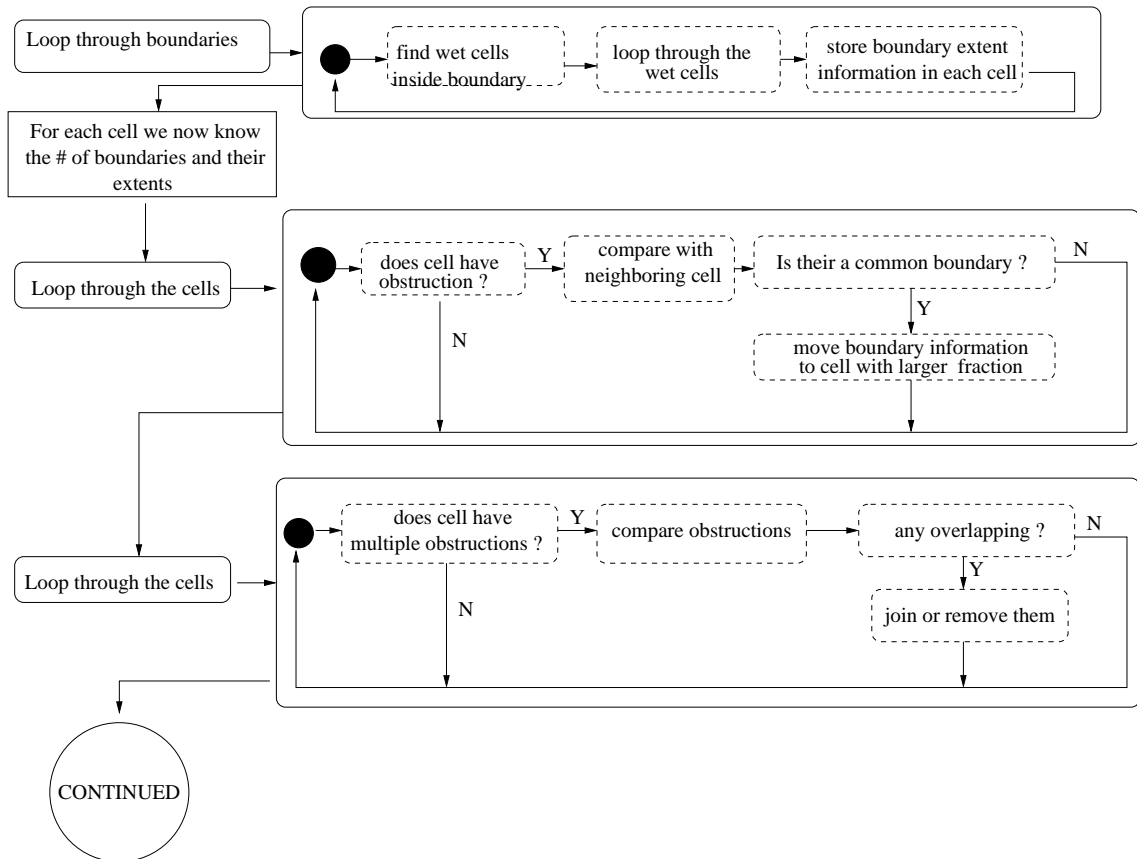 Loop through boundaries
find wet cells
inside boundary
loop through the
wet cells
store boundary extent
information in each cell
For each cell we now know
the # of boundaries and their
extents
Loop through the cells
does cell have
obstruction ?
Y
N
compare with
neighboring cell
Is their a common boundary ?
N
Y
move boundary information
to cell with larger fraction
Loop through the cells
does cell have
multiple obstructions ?
Y
N
compare obstructions
any overlapping ?
N
Y
join or remove them
CONTINUED